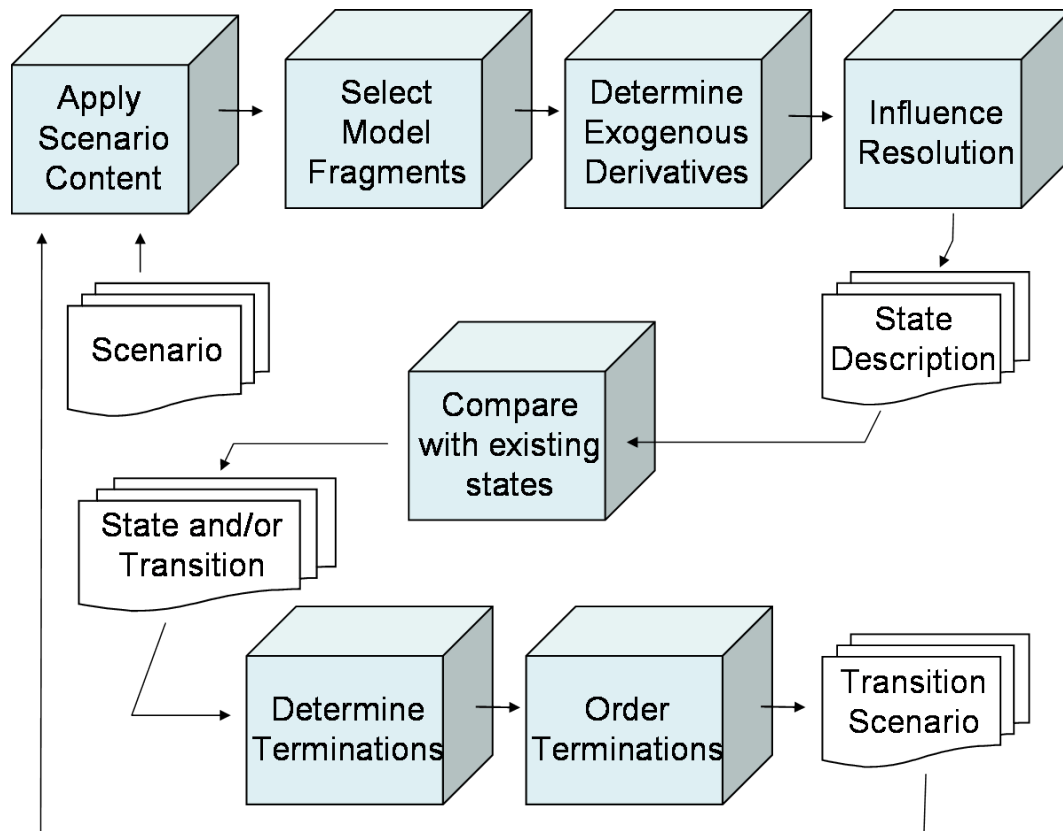 Apply
Scenario
Content
Select
Model
Fragments
Determine
Exogenous
Derivatives
Influence
Resolution
Scenario
State
Description
Compare
with existing
states
State and/or
Transition
Determine
Terminations
Order
Terminations
Transition
Scenario